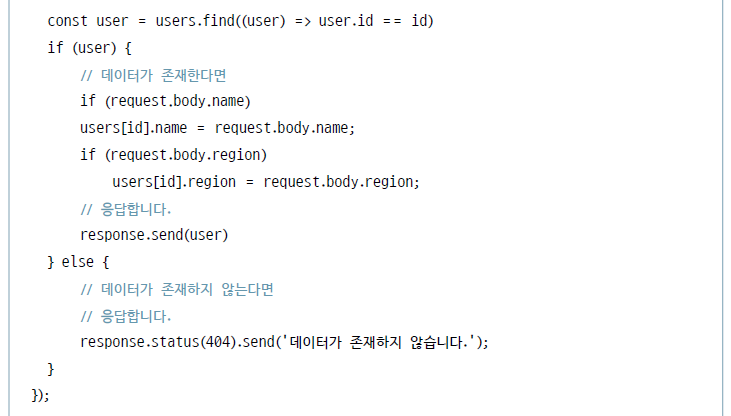 const user = users.find((user) => user.id == id)
if (user) {
// 데이터가 존재한다면
if (request.body.name)
users[id].name = request.body.name;
if (request.body.region)
users[id].region = request.body.region;
// 응답합니다.
response.send(user)
} else {
// 데이터가 존재하지 않는다면
// 응답합니다.
response.status(404).send('데이터가 존재하지 않습니다.');
}
});